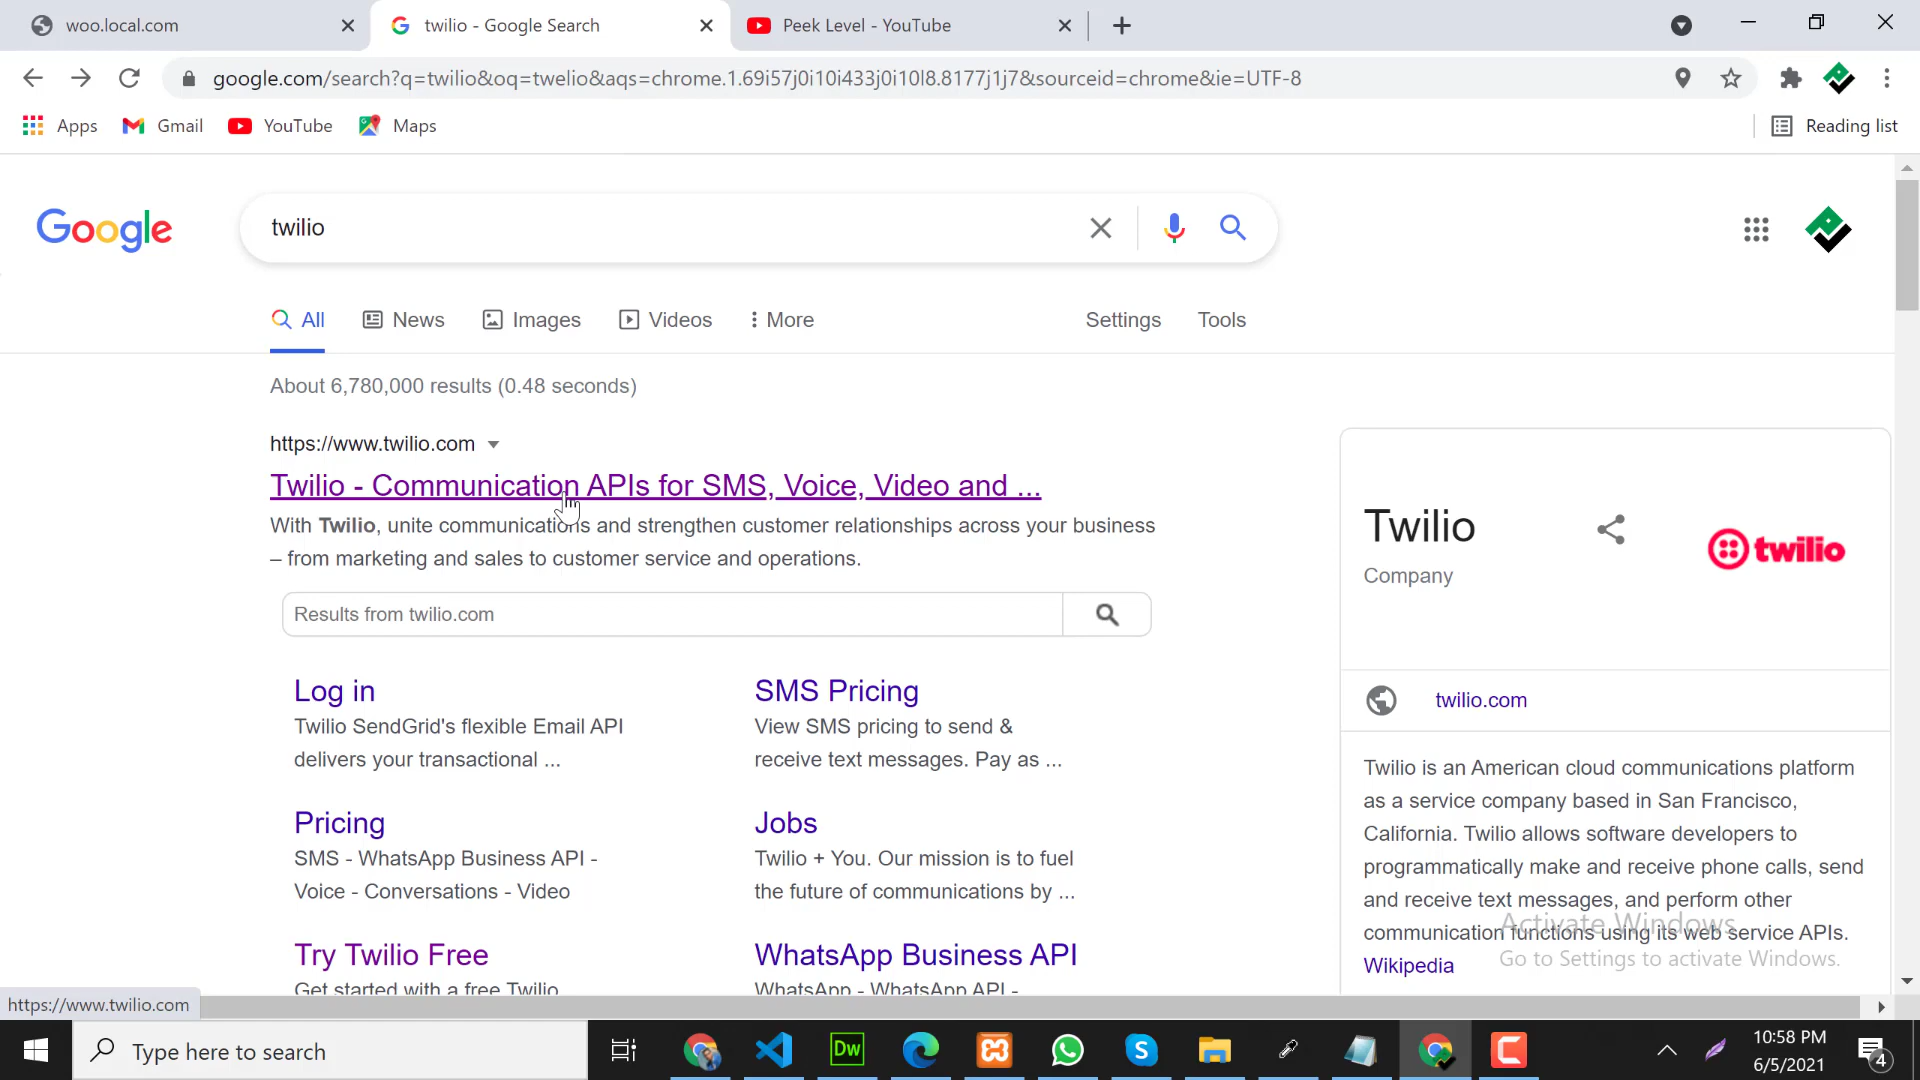 woo.local.com
twilio - Google Search
Peek Level - YouTube
google.com/search?q=twilio&oq=twelio&aqs=chrome.1.69i57j0i10i433j0i10l8.8177j1j7&sourceid=chrome&ie=UTF-8
Apps
Gmail
YouTube
Maps
Reading list
Google
twilio
All
News
Images
Videos
More
Settings
Tools
About 6,780,000 results (0.48 seconds)
https://www.twilio.com
Twilio - Communication APIs for SMS, Voice, Video and ...
With Twilio, unite communications and strengthen customer relationships across your business
– from marketing and sales to customer service and operations.
Results from twilio.com
Log in
Twilio SendGrid's flexible Email API
delivers your transactional ...
SMS Pricing
View SMS pricing to send &
receive text messages. Pay as ...
Pricing
SMS - WhatsApp Business API -
Voice - Conversations - Video
Jobs
Twilio + You. Our mission is to fuel
the future of communications by ...
Try Twilio Free
Get started with a free Twilio
WhatsApp Business API
WhatsApp - WhatsApp API -
Twilio
Company
twilio
twilio.com
Twilio is an American cloud communications platform
as a service company based in San Francisco,
California. Twilio allows software developers to
programmatically make and receive phone calls, send
and receive text messages, and perform other
communication functions using its web service APIs.
Wikipedia
Activate Windows
Go to Settings to activate Windows.
https://www.twilio.com
Type here to search
Dw
S
10:58 PM
6/5/2021
4